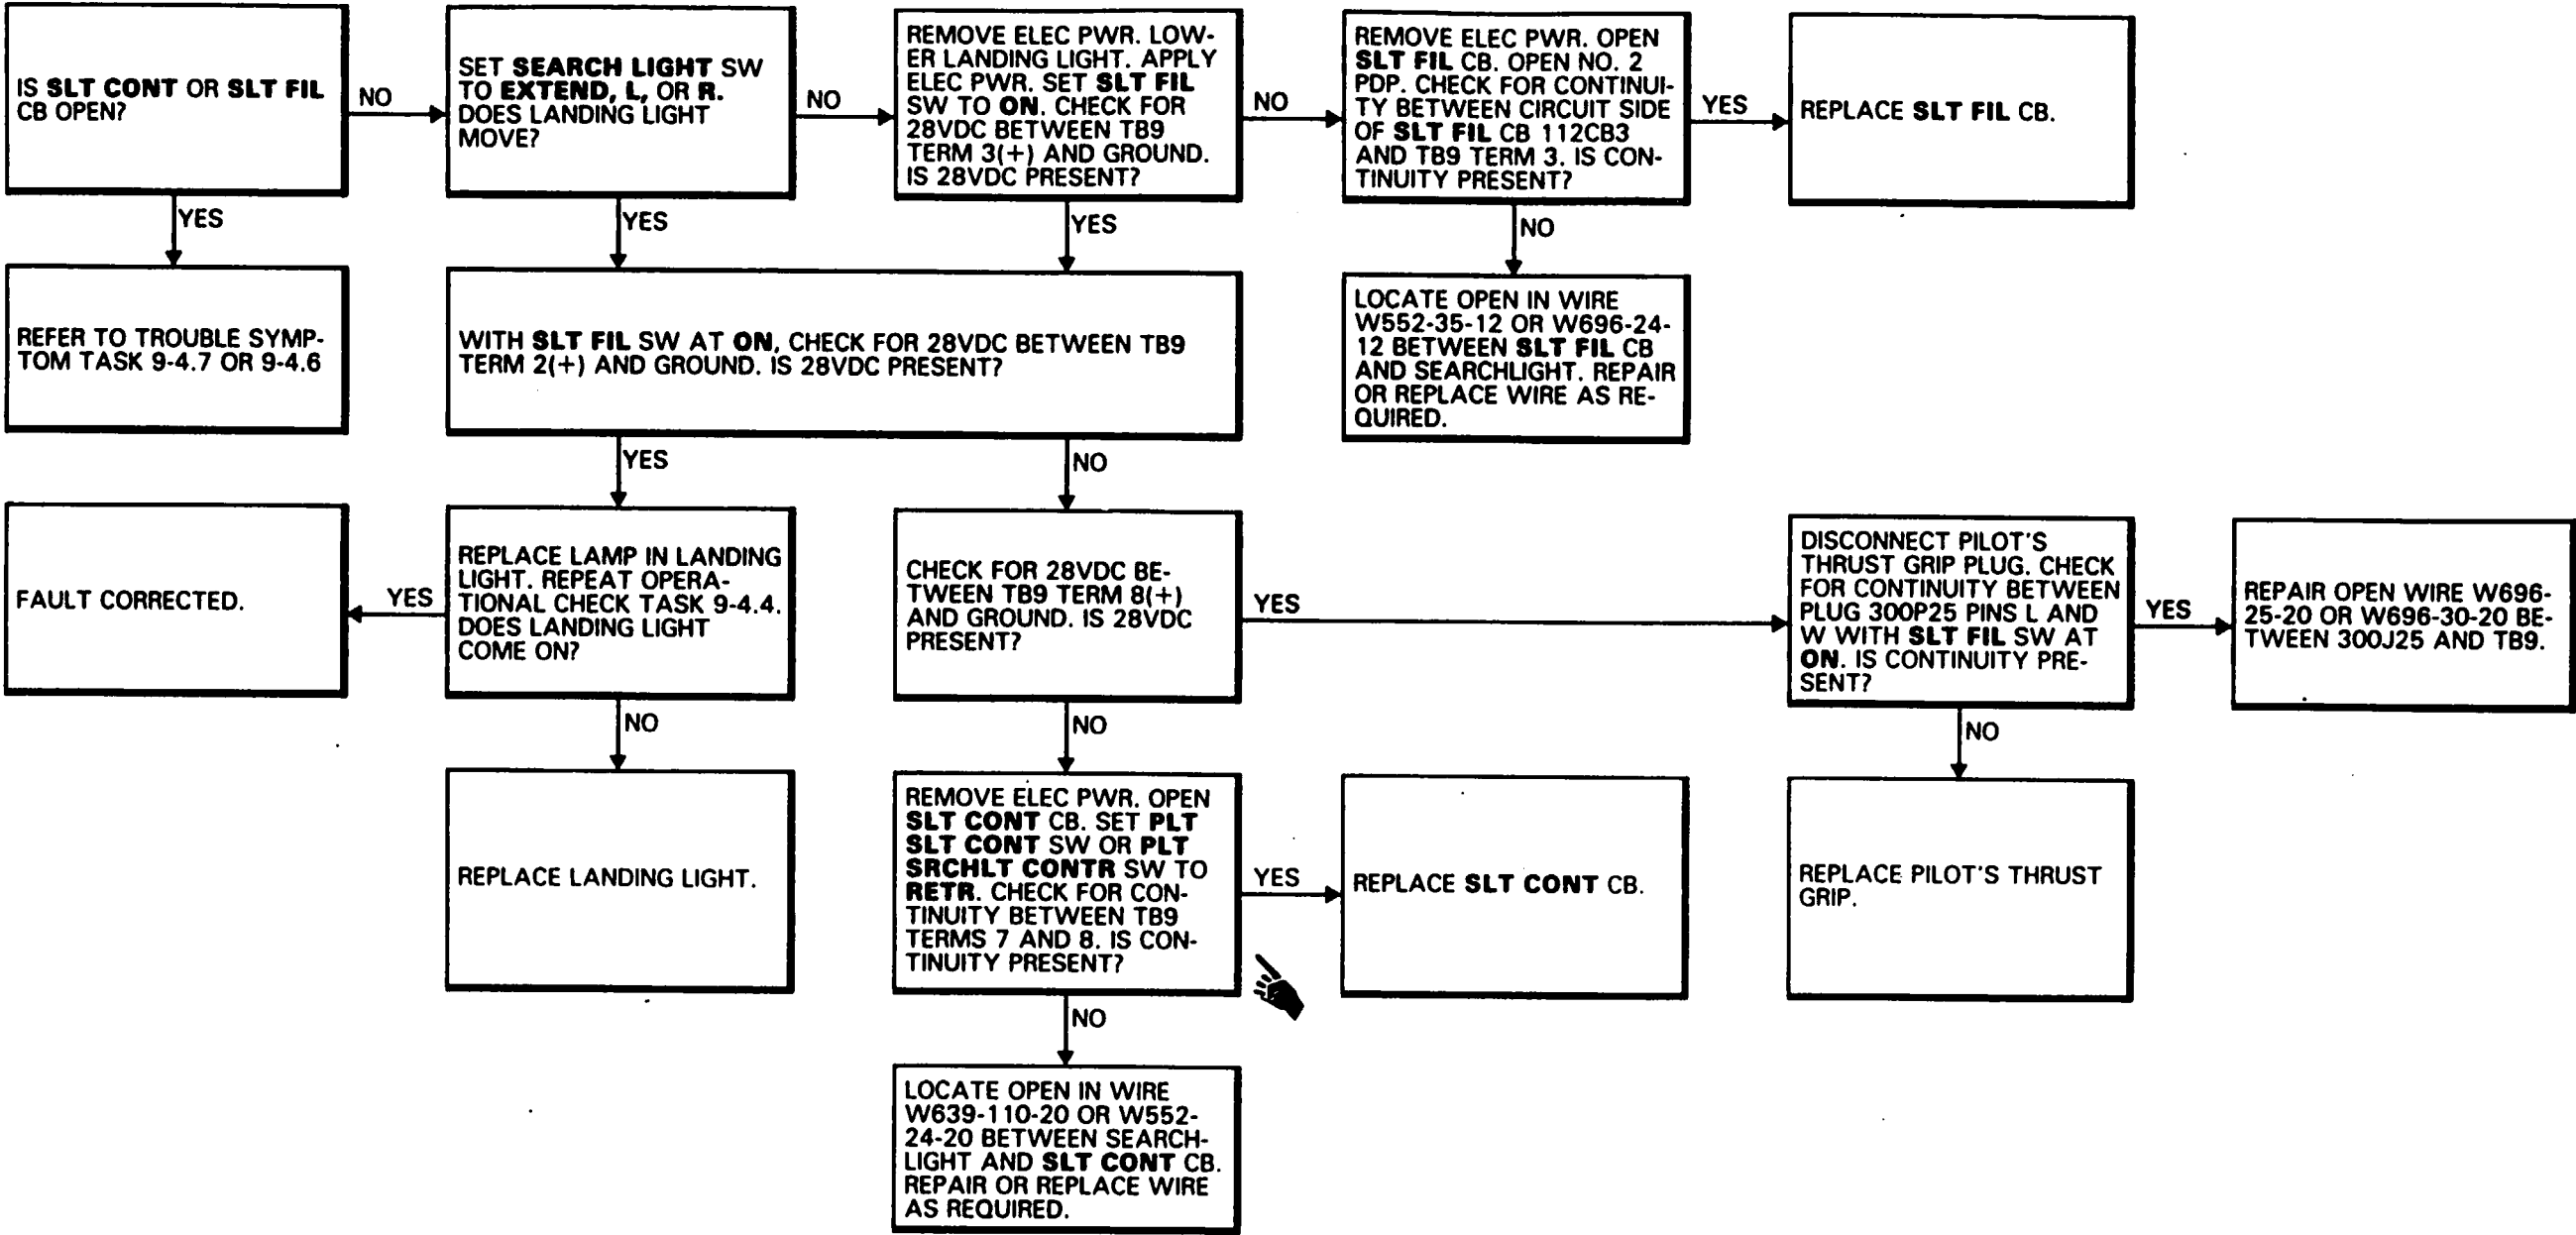 IS SLT CONT OR SLT FIL
CB OPEN?
NO
YES
SET SEARCH LIGHT SW
TO EXTEND, L, OR R.
DOES LANDING LIGHT
MOVE?
NO
YES
REMOVE ELEC PWR. LOW-
ER LANDING LIGHT. APPLY
ELEC PWR. SET SLT FIL
SW TO ON. CHECK FOR
28VDC BETWEEN TB9
TERM 3(+) AND GROUND.
IS 28VDC PRESENT?
NO
YES
REMOVE ELEC PWR. OPEN
SLT FIL CB. OPEN NO. 2
PDP. CHECK FOR CONTINUI-
TY BETWEEN CIRCUIT SIDE
OF SLT FIL CB 112CB3
AND TB9 TERM 3. IS CON-
TINUITY PRESENT?
YES
NO
REPLACE SLT FIL CB.
REFER TO TROUBLE SYMP-
TOM TASK 9-4.7 OR 9-4.6
WITH SLT FIL SW AT ON, CHECK FOR 28VDC BETWEEN TB9
TERM 2(+) AND GROUND. IS 28VDC PRESENT?
YES
NO
LOCATE OPEN IN WIRE
W552-35-12 OR W696-24-
12 BETWEEN SLT FIL CB
AND SEARCHLIGHT. REPAIR
OR REPLACE WIRE AS RE-
QUIRED.
FAULT CORRECTED.
YES
REPLACE LAMP IN LANDING
LIGHT. REPEAT OPERA-
TIONAL CHECK TASK 9-4.4.
DOES LANDING LIGHT
COME ON?
NO
CHECK FOR 28VDC BE-
TWEEN TB9 TERM 8(+)
AND GROUND. IS 28VDC
PRESENT?
YES
NO
DISCONNECT PILOT'S
THRUST GRIP PLUG. CHECK
FOR CONTINUITY BETWEEN
PLUG 300P25 PINS L AND
W WITH SLT FIL SW AT
ON. IS CONTINUITY PRE-
SENT?
YES
NO
REPAIR OPEN WIRE W696-
25-20 OR W696-30-20 BE-
TWEEN 300J25 AND TB9.
REPLACE LANDING LIGHT.
REMOVE ELEC PWR. OPEN
SLT CONT CB. SET PLT
SLT CONT SW OR PLT
SRCHLT CONTR SW TO
RETR. CHECK FOR CON-
TINUITY BETWEEN TB9
TERMS 7 AND 8. IS CON-
TINUITY PRESENT?
YES
NO
REPLACE SLT CONT CB.
REPLACE PILOT'S THRUST
GRIP.
LOCATE OPEN IN WIRE
W639-110-20 OR W552-
24-20 BETWEEN SEARCH-
LIGHT AND SLT CONT CB.
REPAIR OR REPLACE WIRE
AS REQUIRED.